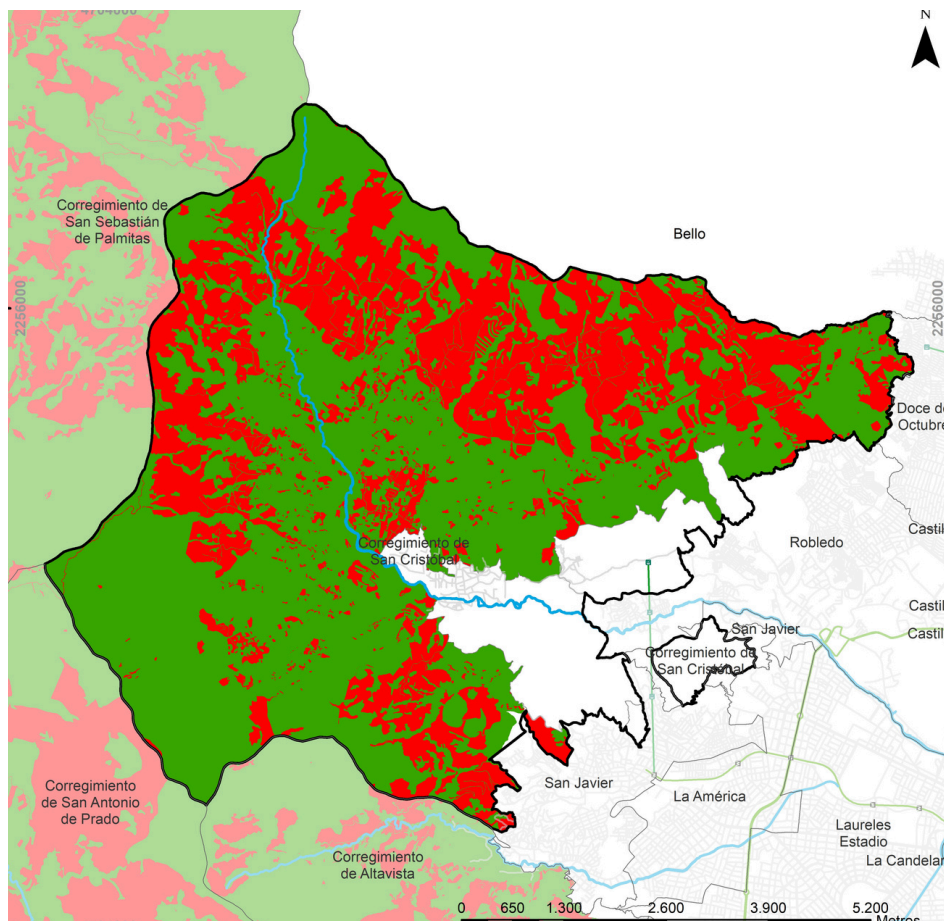 4704000
N
Corregimiento de
San Sebastián
de Palmitas
Bello
2256000
2256000
Doce de
Octubre
Corregimiento de
San Cristóbal
Robledo
Castil
Castil
San Javier
Castil
Corregimiento de
San Cristóbal
San Javier
Corregimiento
de San Antonio
de Prado
La América
Laureles
Estadio
Corregimiento
de Altavista
La Candelar
0 650 1.300 2.600 3.900 5.200
Metros